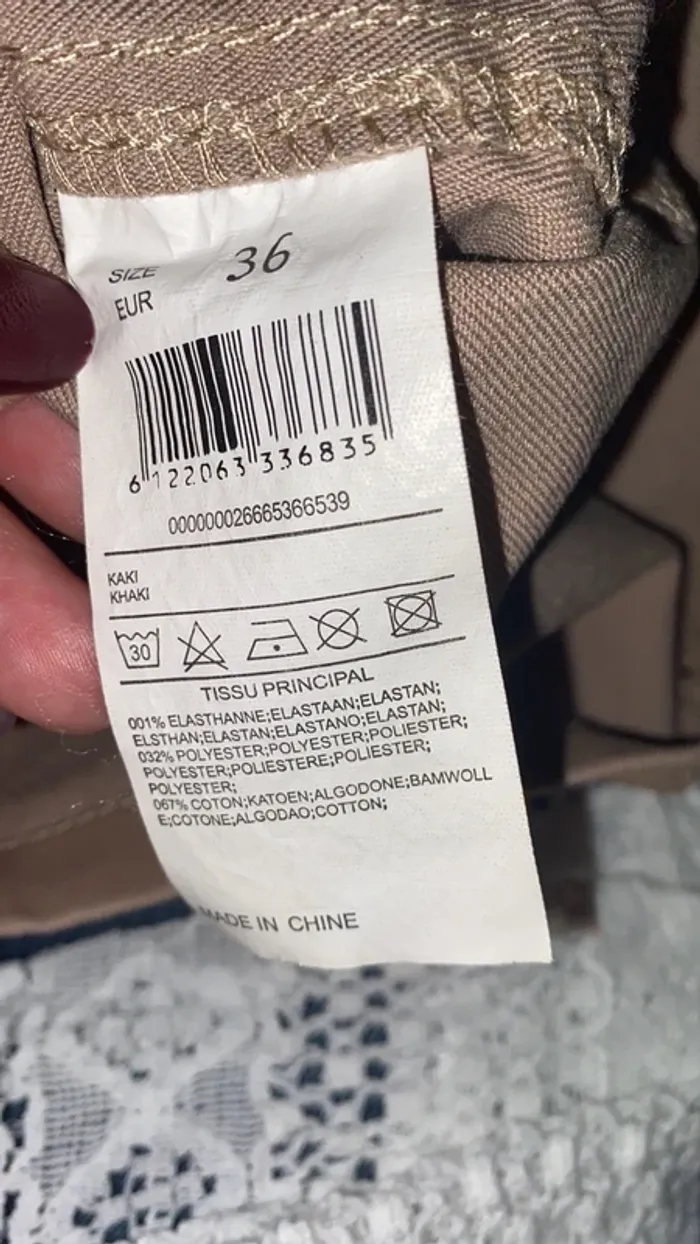 SIZE 36
EUR
6 122063 336835
000000026665366539
KAKI
KHAKI
30
TISSU PRINCIPAL
001% ELASTHANNE;ELASTAAN;ELASTAN;
ELSTHAN;ELASTAN;ELASTANO;ELASTAN;
032% POLYESTER;POLYESTER;POLIESTER;
POLYESTER;POLIESTERE;POLIESTER;
POLYESTER;
067% COTON;KATOEN;ALGODONE;BAMWOLL
E;COTONE;ALGODAO;COTTON;
MADE IN CHINE